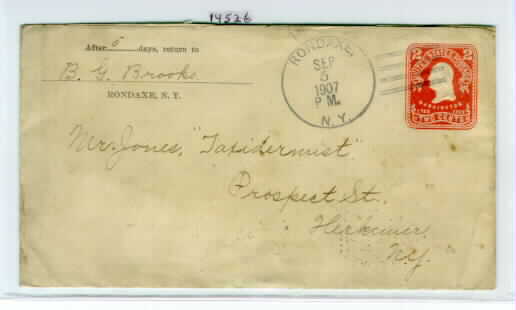 14526
After 5 days, return to
B. G. Brooks.
RONDAXE, N. Y.
RONDAXE,
SEP
5
1907
P M.
N.Y.
2 UNITED STATES POSTAGE 2
WASHINGTON
TWO CENTS
Mr. Jones, "Taxidermist".
Prospect St.,
Herkimer,
N.Y.